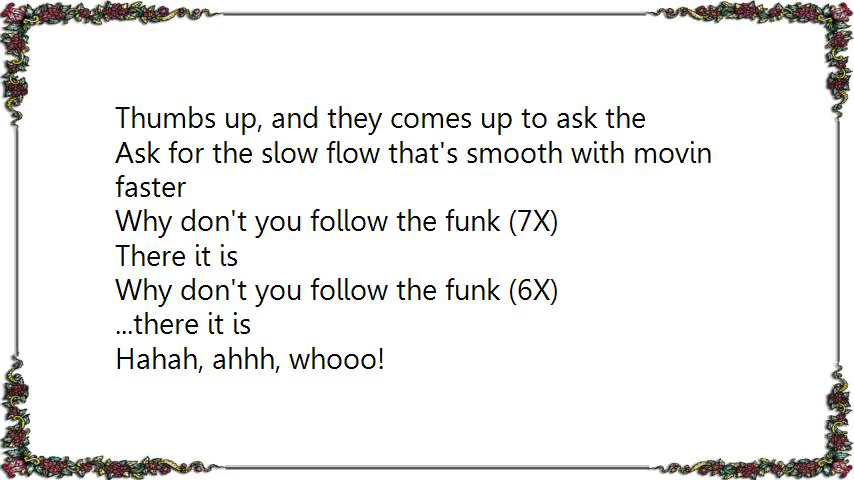 Thumbs up, and they comes up to ask the
Ask for the slow flow that's smooth with movin
faster
Why don't you follow the funk (7X)
There it is
Why don't you follow the funk (6X)
...there it is
Hahah, ahhh, whooo!